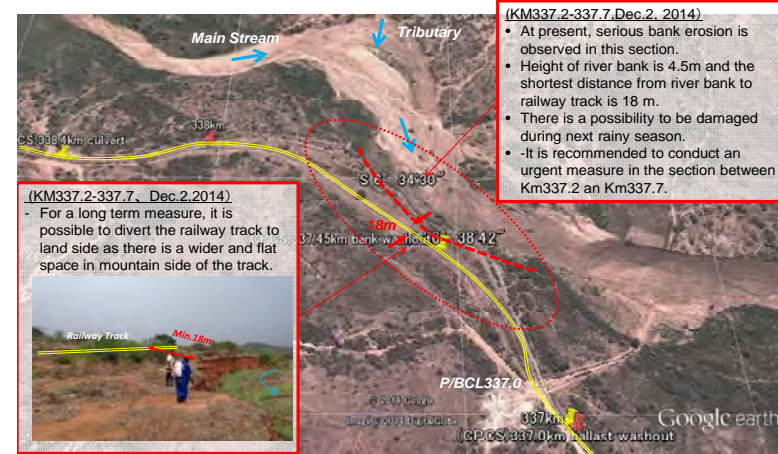 (KM337.2-337.7,Dec.2, 2014)
• At present, serious bank erosion is
observed in this section.
• Height of river bank is 4.5m and the
shortest distance from river bank to
railway track is 18 m.
• There is a possibility to be damaged
during next rainy season.
• -It is recommended to conduct an
urgent measure in the section between
Km337.2 an Km337.7.
Main Stream
Tributary
CS)338.4km culvert
338km
S 6° 34'30"
18m
337.45km bank washout
38'42"
(KM337.2-337.7、Dec.2,2014)
- For a long term measure, it is
possible to divert the railway track to
land side as there is a wider and flat
space in mountain side of the track.
Railway Track
Min.18m
P/BCL337.0
© 2014 Google
© 2014 DigitalGlobe
337km
(CP.CS)337.0km ballast washout
Google earth